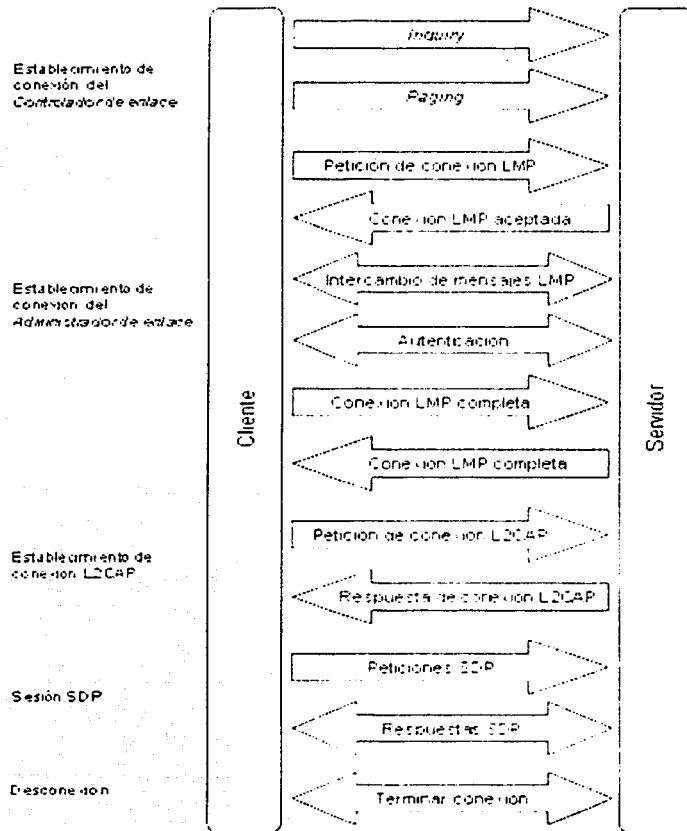 Inquiry
Establecimiento de
conexión del
Controlador de enlace
Paging
Petición de conexión LMP
Conexión LMP aceptada
Establecimiento de
conexión del
Administrador de enlace
Intercambio de mensajes LMP
Autenticación
Cliente
Servidor
Conexión LMP completa
Conexión LMP completa
Establecimiento de
conexión L2CAP
Petición de conexión L2CAP
Respuesta de conexión L2CAP
Sesión SDP
Peticiones SDP
Respuestas SDP
Desconexión
Terminar conexión